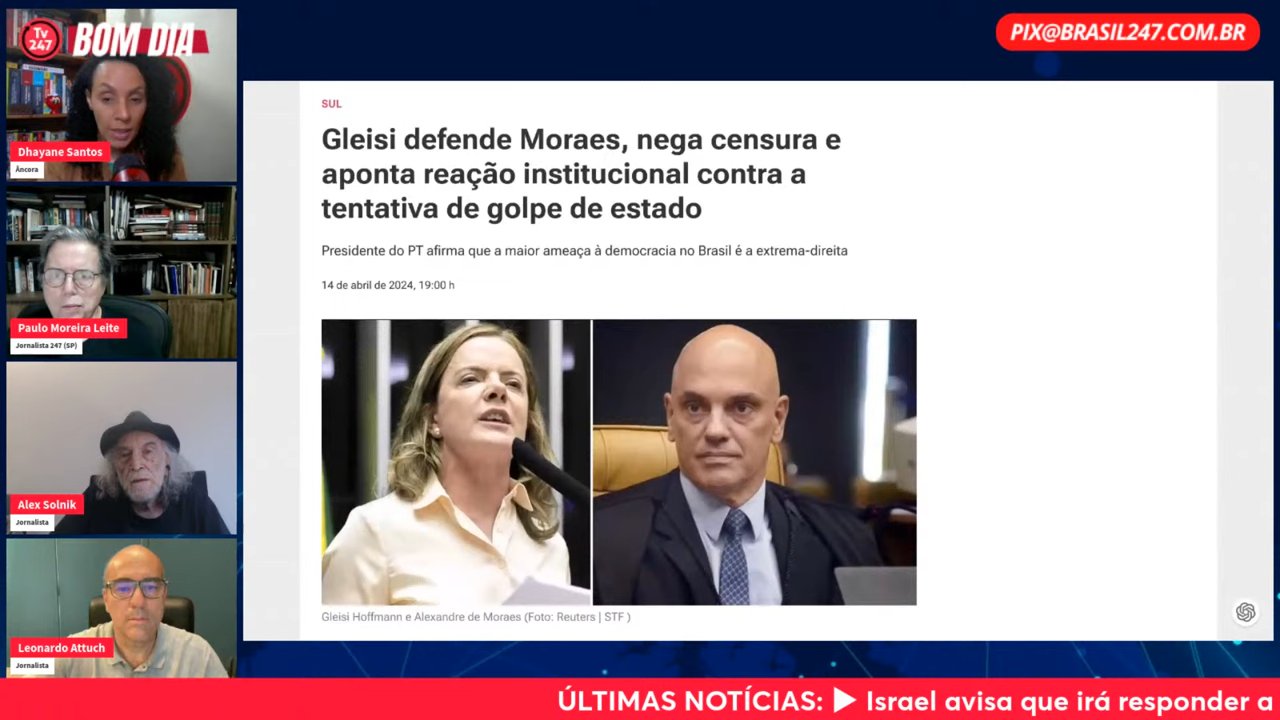 Tv 247
BOM DIA
Dhayane Santos
Âncora
Paulo Moreira Leite
Jornalista 247 (SP)
Alex Solnik
Jornalista
Leonardo Attuch
Jornalista
PIX@BRASIL247.COM.BR
SUL
Gleisi defende Moraes, nega censura e
aponta reação institucional contra a
tentativa de golpe de estado
Presidente do PT afirma que a maior ameaça à democracia no Brasil é a extrema-direita
14 de abril de 2024, 19:00 h
Gleisi Hoffmann e Alexandre de Moraes (Foto: Reuters | STF )
ÚLTIMAS NOTÍCIAS: ▶ Israel avisa que irá responder a